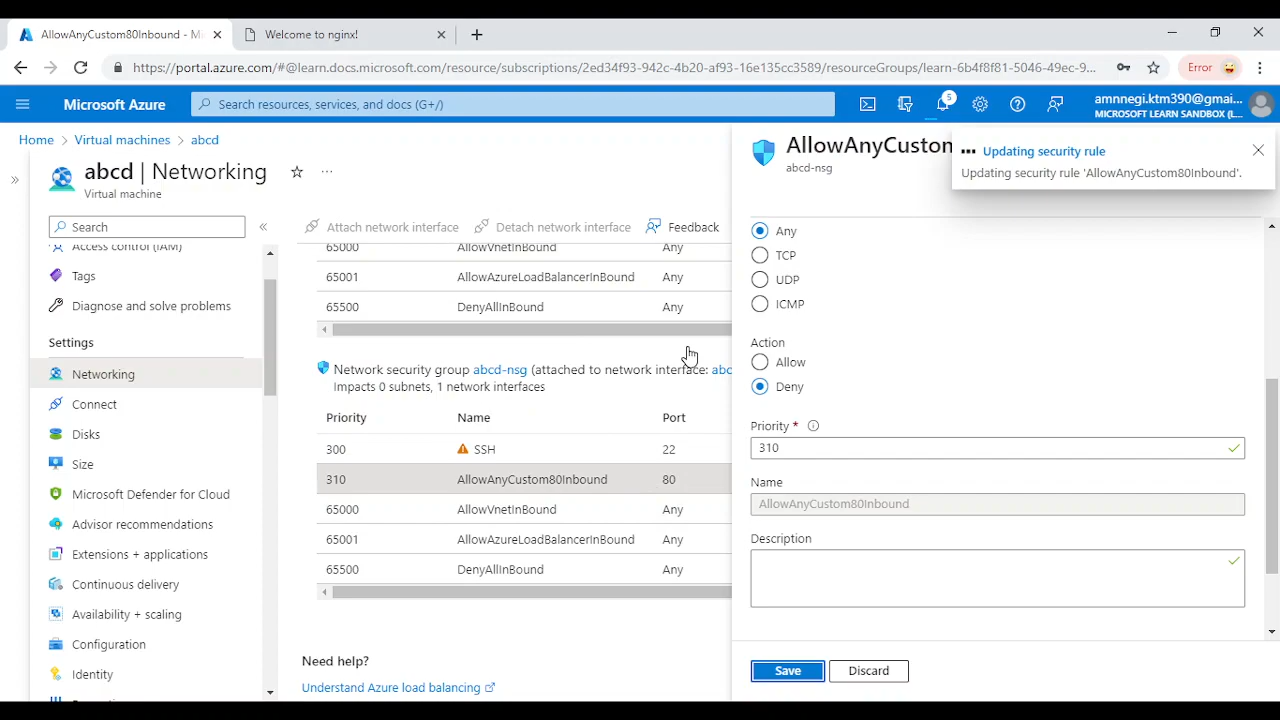 AllowAnyCustom80Inbound - Mi
Welcome to nginx!
https://portal.azure.com/#@learn.docs.microsoft.com/resource/subscriptions/2ed34f93-942c-4b20-af93-16e135cc3589/resourceGroups/learn-6b4f8f81-5046-49ec-9...
Error
Microsoft Azure
Search resources, services, and docs (G+/)
5
amnnegi.ktm390@gmai...
MICROSOFT LEARN SANDBOX (L...
Home > Virtual machines > abcd
abcd | Networking
Virtual machine
Search
Access control (IAM)
Tags
Diagnose and solve problems
Settings
Networking
Connect
Disks
Size
Microsoft Defender for Cloud
Advisor recommendations
Extensions + applications
Continuous delivery
Availability + scaling
Configuration
Identity
Attach network interface Detach network interface Feedback
65000 AllowVnetInBound Any
65001 AllowAzureLoadBalancerInBound Any
65500 DenyAllInBound Any
Network security group abcd-nsg (attached to network interface: abc
Impacts 0 subnets, 1 network interfaces
Priority Name Port
300 SSH 22
310 AllowAnyCustom80Inbound 80
65000 AllowVnetInBound Any
65001 AllowAzureLoadBalancerInBound Any
65500 DenyAllInBound Any
Need help?
Understand Azure load balancing
AllowAnyCustom
abcd-nsg
Updating security rule
Updating security rule 'AllowAnyCustom80Inbound'.
Any
TCP
UDP
ICMP
Action
Allow
Deny
Priority *
310
Name
AllowAnyCustom80Inbound
Description
Save Discard